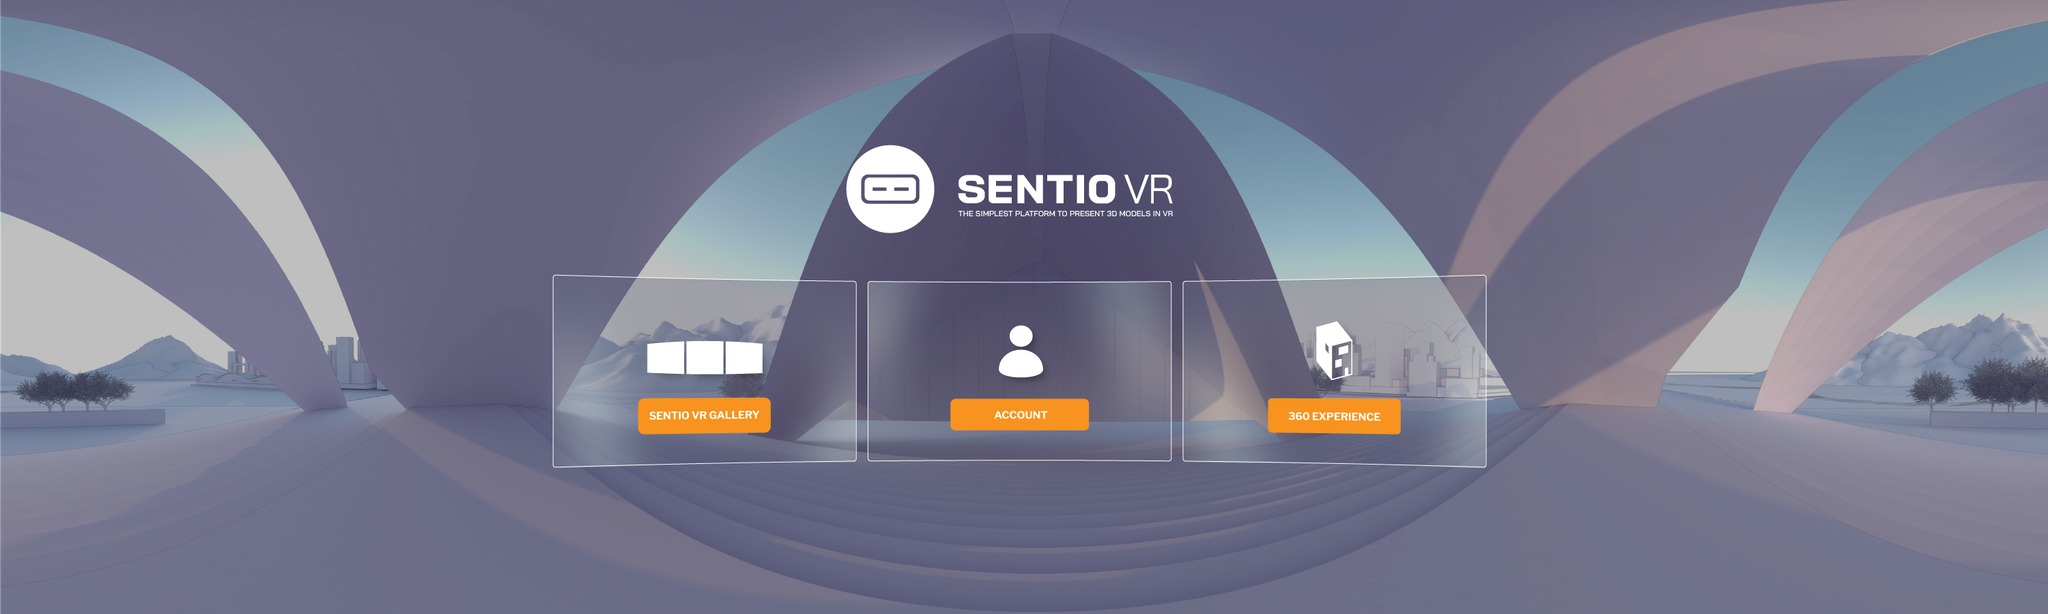 SENTIO VR
THE SIMPLEST PLATFORM TO PRESENT 3D MODELS IN VR
SENTIO VR GALLERY
ACCOUNT
360 EXPERIENCE